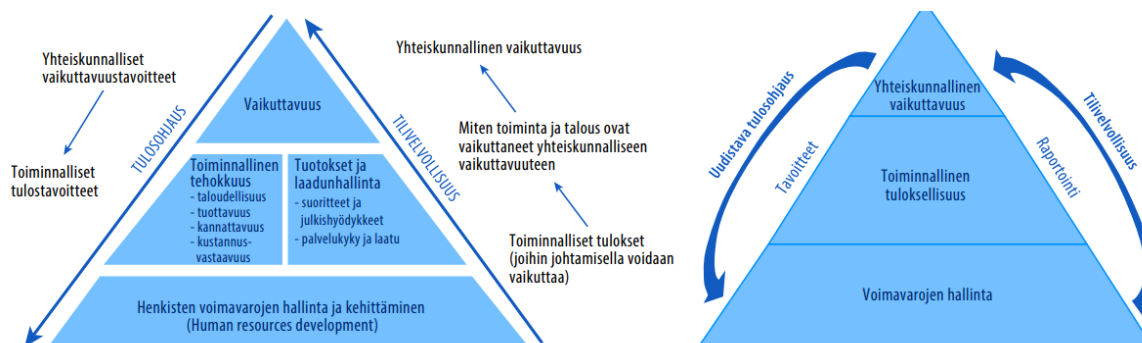 Yhteiskunnalliset
vaikuttavuustavoitteet
Toiminnalliset
tulostavoitteet
TULOSOHJAUS
Vaikuttavuus
Toiminnallinen
tehokkuus
- taloudellisuus
- tuottavuus
- kannattavuus
- kustannus-
vastaavuus
Tuotokset ja
laadunhallinta
- suoritteet ja
julkishyödykkeet
- palvelukyky ja laatu
Henkisten voimavarojen hallinta ja kehittäminen
(Human resources development)
TILIVELVOLLISUUS
Yhteiskunnallinen vaikuttavuus
Miten toiminta ja talous ovat
vaikuttaneet yhteiskunnalliseen
vaikuttavuuteen
Toiminnalliset tulokset
(joihin johtamisella voidaan
vaikuttaa)
Uudistava tulosohjaus
Tavoitteet
Yhteiskunnallinen
vaikuttavuus
Toiminnallinen
tuloksellisuus
Voimavarojen hallinta
Raportointi
Tilivelvollisuus